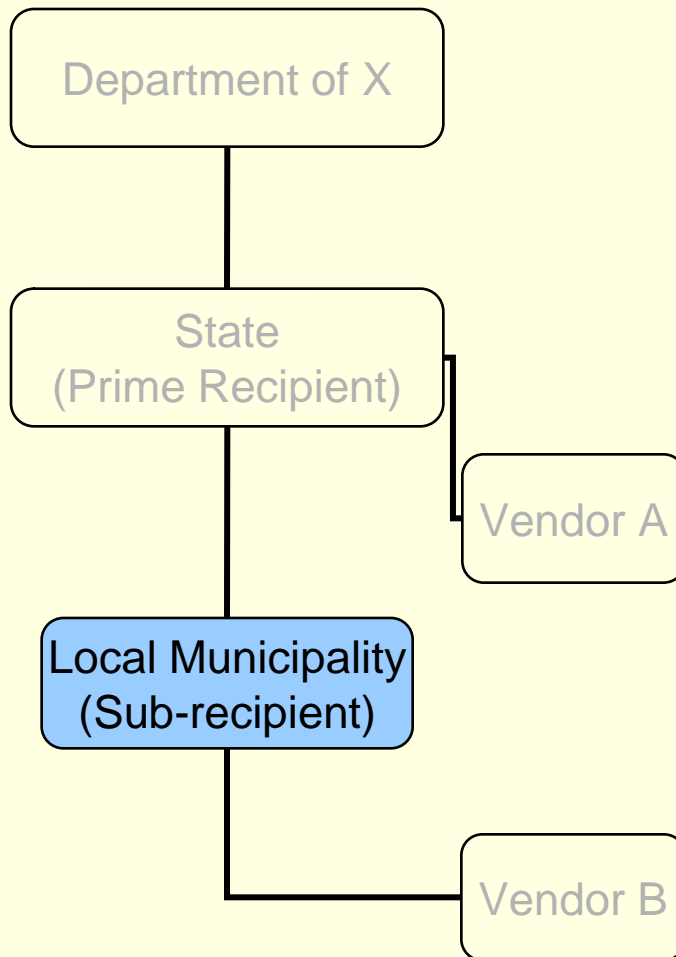 Department of X
State
(Prime Recipient)
Vendor A
Local Municipality
(Sub-recipient)
Vendor B